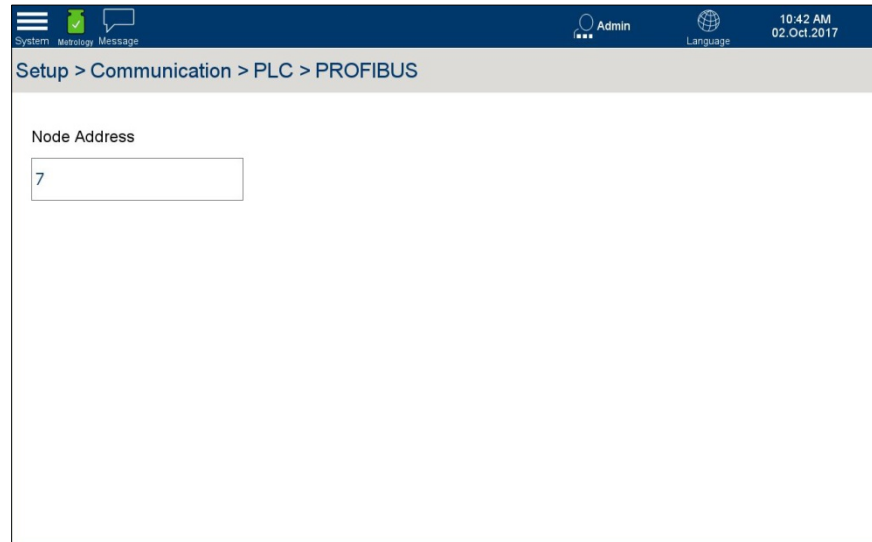 System Metrology Message Admin Language 10:42 AM
02.Oct.2017
Setup > Communication > PLC > PROFIBUS
Node Address
7